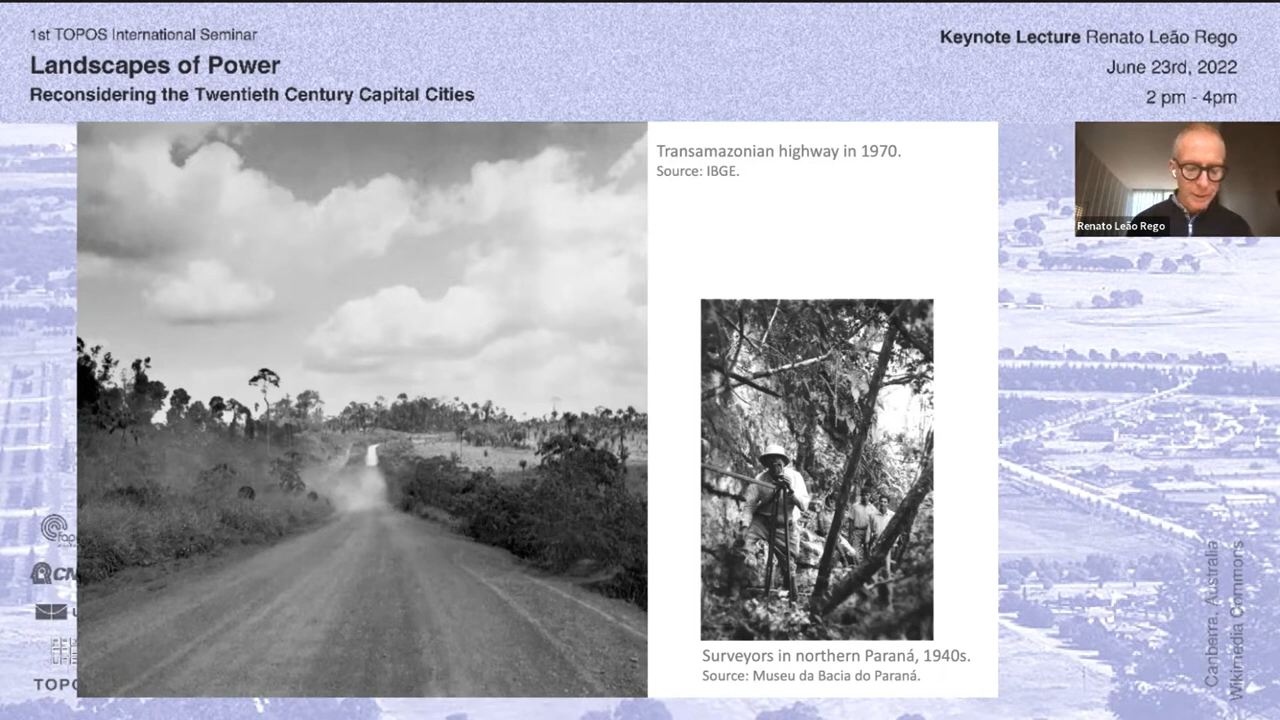 1st TOPOS International Seminar
Landscapes of Power
Reconsidering the Twentieth Century Capital Cities
Keynote Lecture Renato Leão Rego
June 23rd, 2022
2 pm - 4pm
Transamazonian highway in 1970.
Source: IBGE.
Renato Leão Rego
Surveyors in northern Paraná, 1940s.
Source: Museu da Bacia do Paraná.
Canberra, Australia
Wikimedia Commons